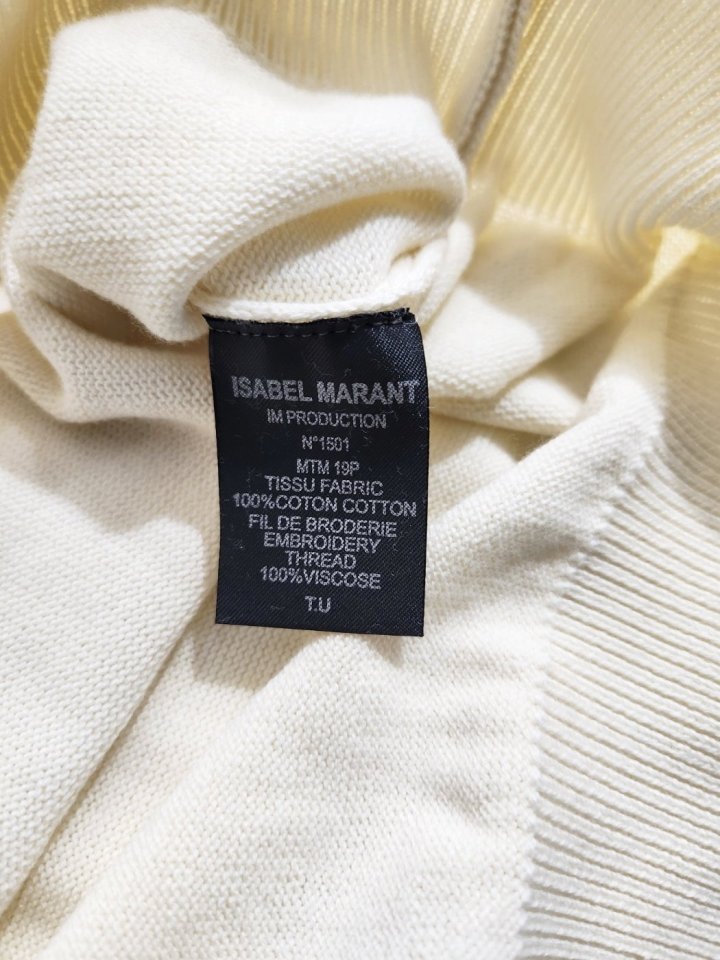 ISABEL MARANT
IM PRODUCTION
N°1501
MTM 19P
TISSU FABRIC
100%COTON COTTON
FIL DE BRODERIE
EMBROIDERY
THREAD
100%VISCOSE
T.U